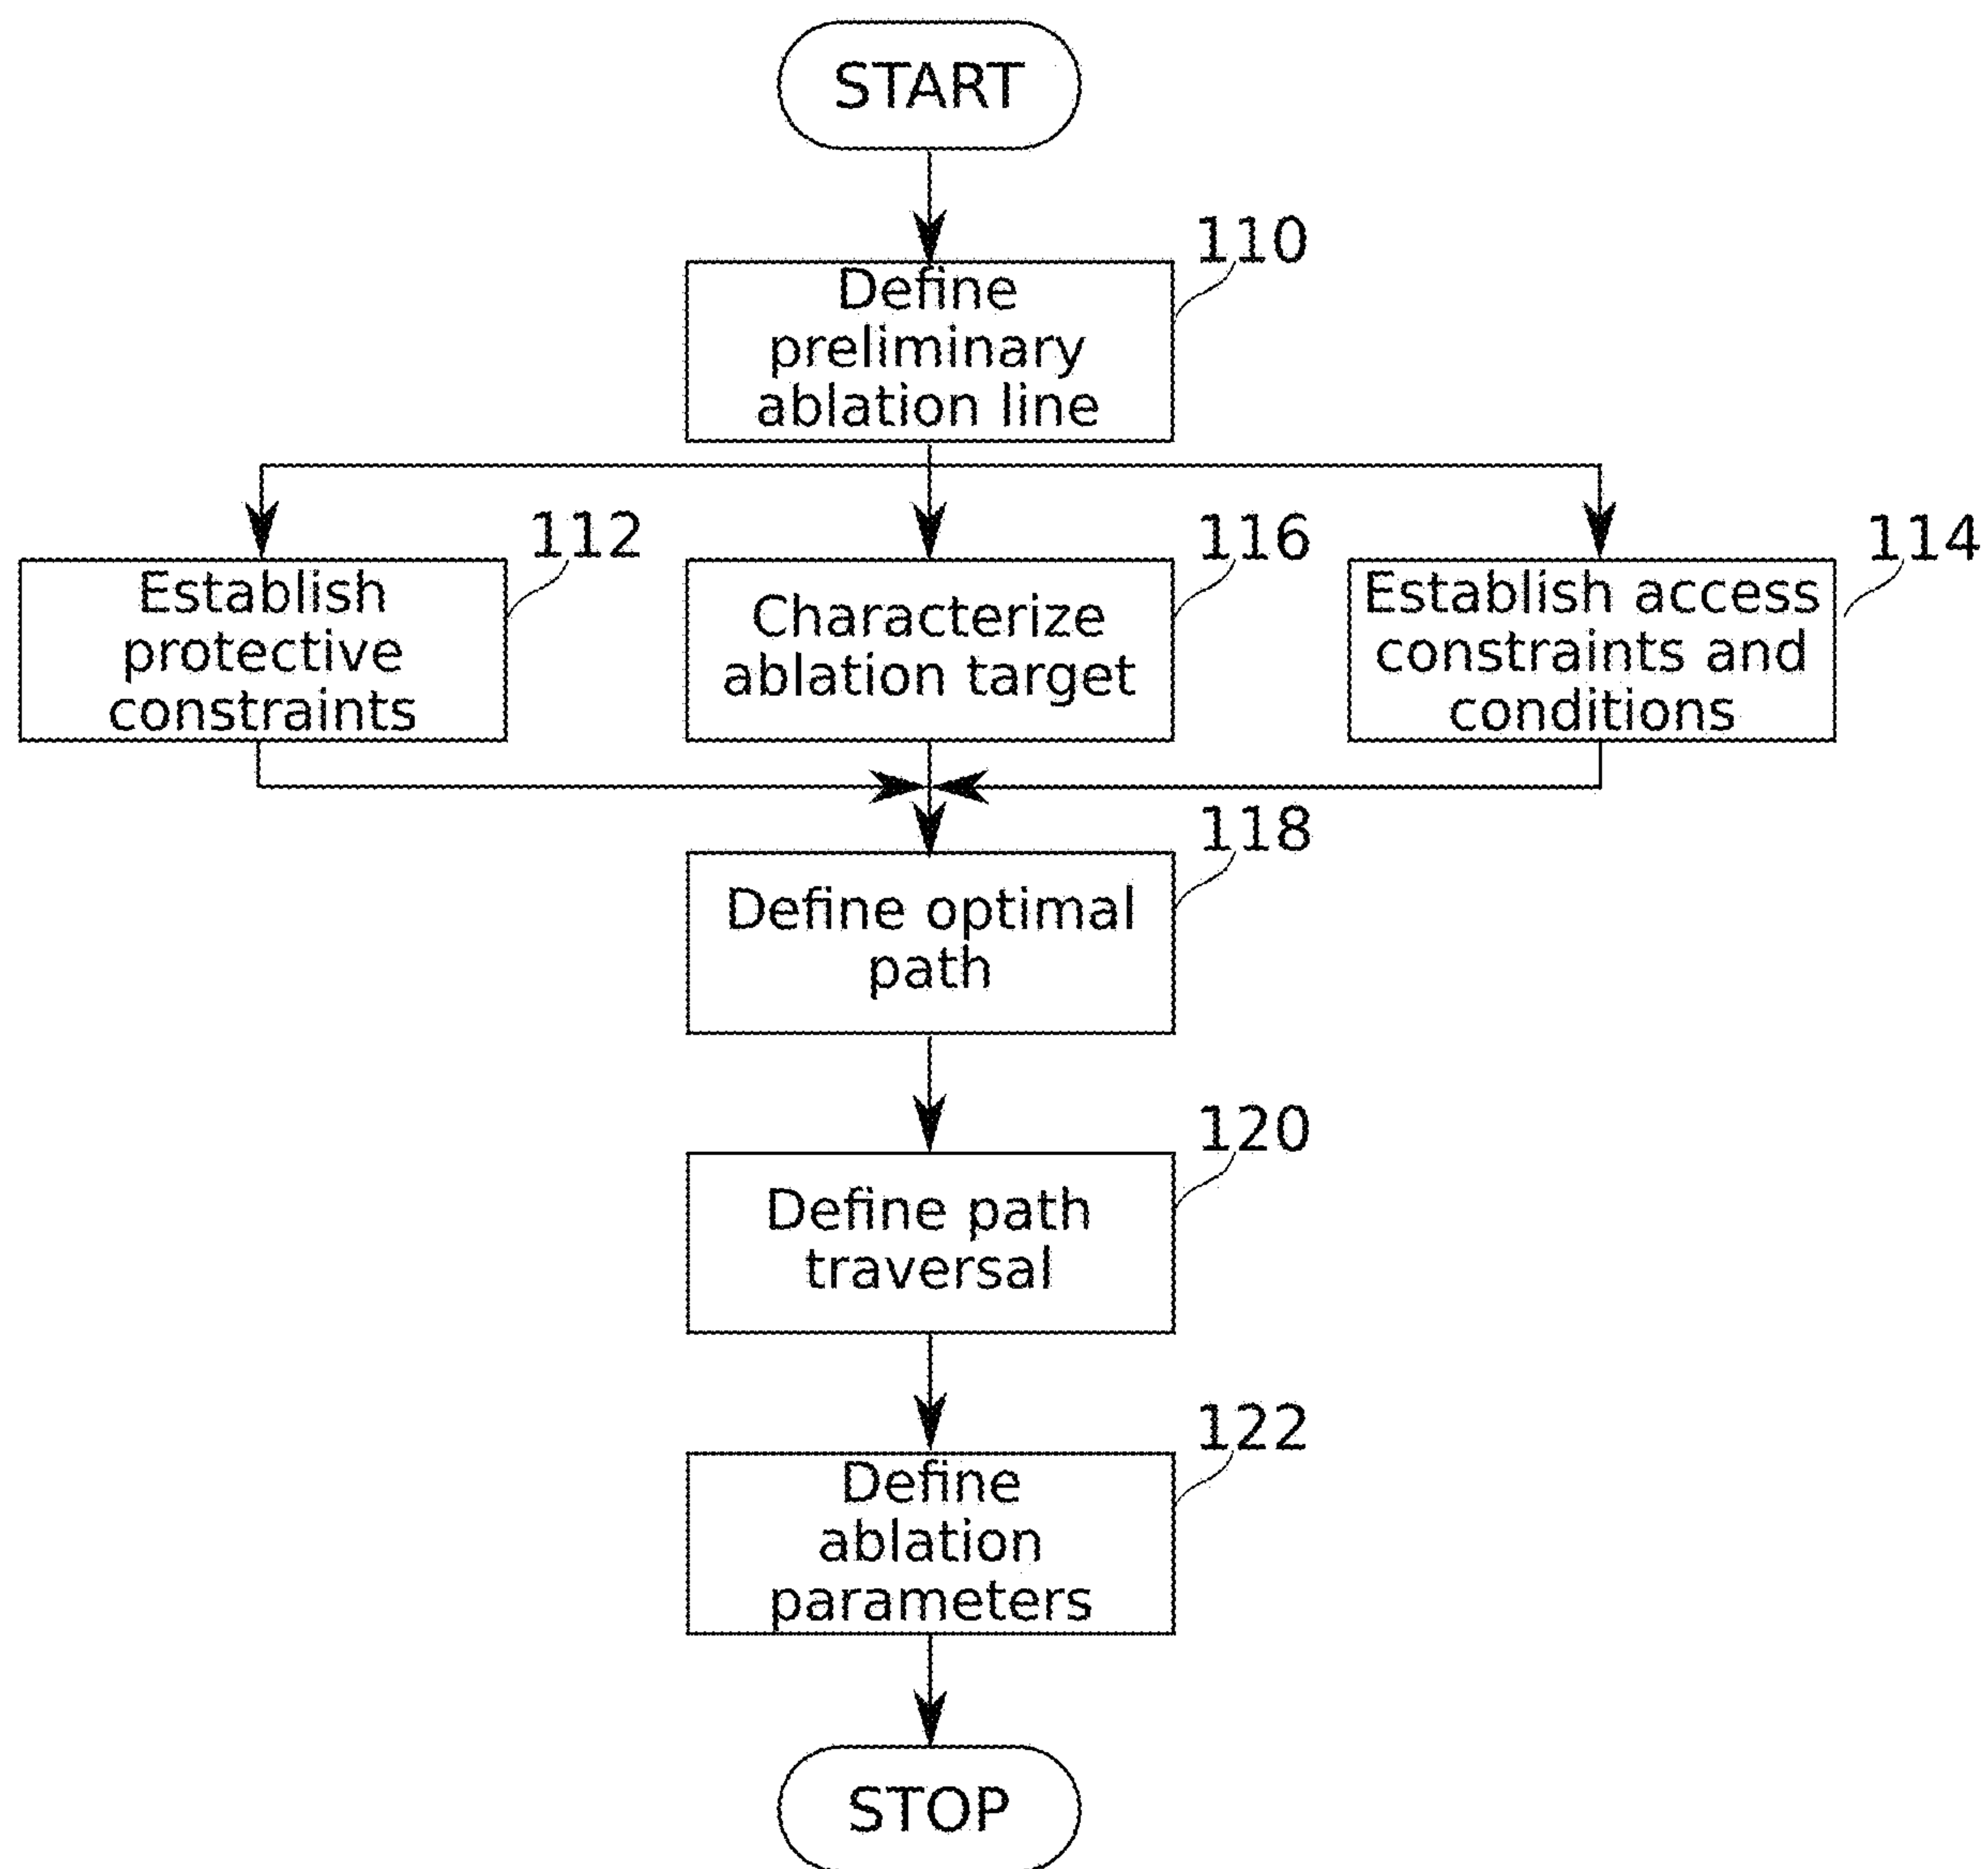 START
110
Define
preliminary
ablation line
112
Establish
protective
constraints
116
Characterize
ablation target
114
Establish access
constraints and
conditions
118
Define optimal
path
120
Define path
traversal
122
Define
ablation
parameters
STOP